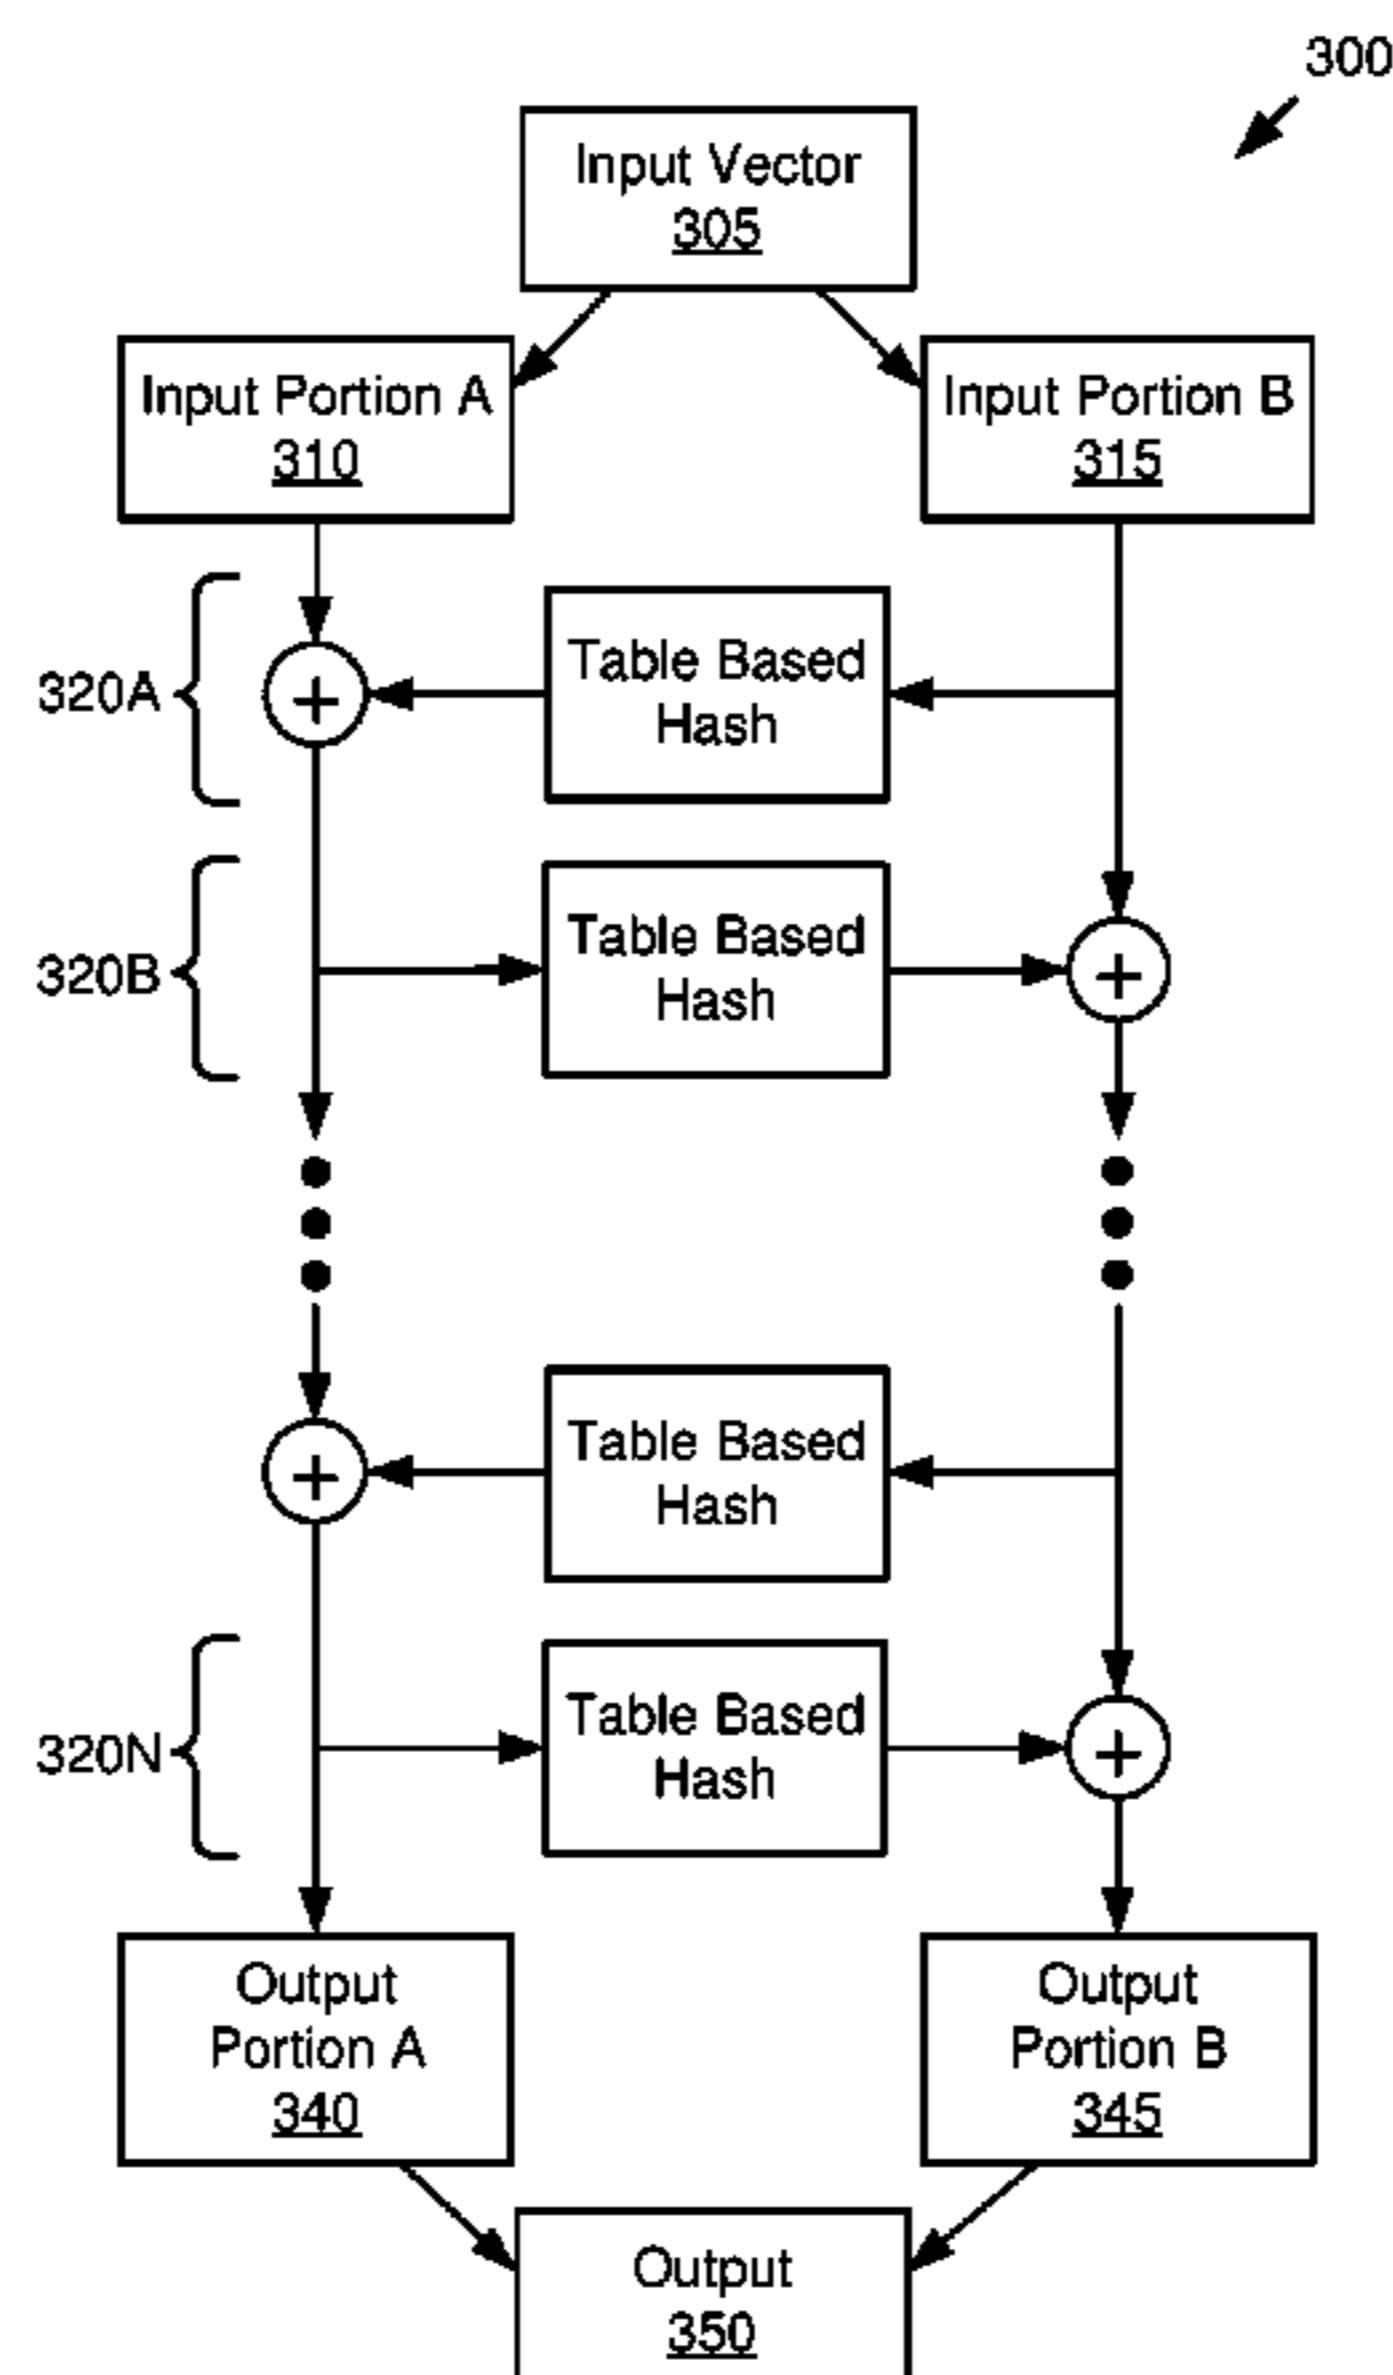 300
Input Vector
305
Input Portion A
310
Input Portion B
315
320A
+
Table Based
Hash
320B
Table Based
Hash
+
+
Table Based
Hash
320N
Table Based
Hash
+
Output
Portion A
340
Output
Portion B
345
Output
350